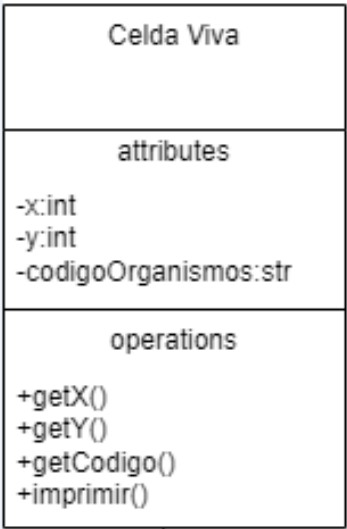 Celda Viva
attributes
-x:int
-y:int
-codigoOrganismos:str
operations
+getX()
+getY()
+getCodigo()
+imprimir()